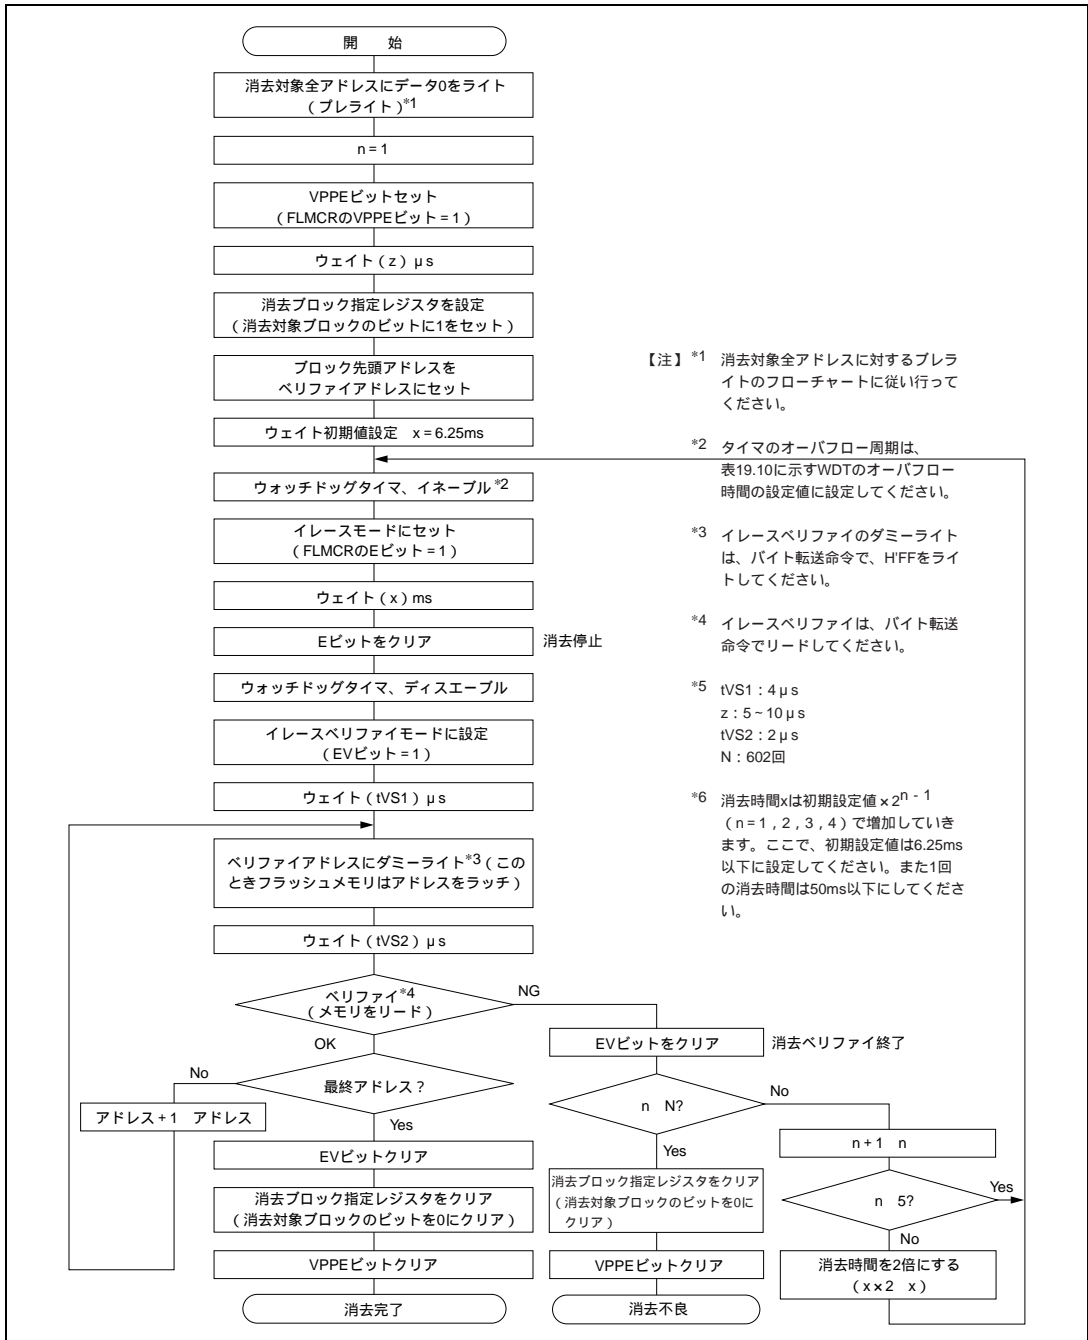 開 始
消去対象全アドレスにデータ0をライト
(プレライト)*1
n = 1
VPPEビットセット
(FLMCRのVPPEビット = 1)
ウェイト(z)μs
消去ブロック指定レジスタを設定
(消去対象ブロックのビットに1をセット)
ブロック先頭アドレスを
ベリファイアドレスにセット
ウェイト初期値設定 x = 6.25ms
ウォッチドッグタイマ、イネーブル*2
イレースモードにセット
(FLMCRのEビット = 1)
ウェイト(x)ms
Eビットをクリア
消去停止
ウォッチドッグタイマ、ディスエーブル
イレースベリファイモードに設定
(EVビット = 1)
ウェイト(tVS1)μs
ベリファイアドレスにダミーライト*3(この
ときフラッシュメモリはアドレスをラッチ)
ウェイト(tVS2)μs
ベリファイ*4
(メモリをリード)
NG
OK
最終アドレス?
No
アドレス+1 アドレス
Yes
EVビットクリア
消去ブロック指定レジスタをクリア
(消去対象ブロックのビットを0にクリア)
VPPEビットクリア
消去完了
EVビットをクリア
消去ベリファイ終了
n N?
No
Yes
消去ブロック指定レジスタをクリア
(消去対象ブロックのビットを0に
クリア)
VPPEビットクリア
消去不良
n+1 n
n 5?
Yes
No
消去時間を2倍にする
(x×2 x)
【注】*1 消去対象全アドレスに対するプレラ
イトのフローチャートに従い行って
ください。
*2 タイマのオーバフロー周期は、
表19.10に示すWDTのオーバフロー
時間の設定値に設定してください。
*3 イレースベリファイのダミーライト
は、バイト転送命令で、H'FFをライ
トしてください。
*4 イレースベリファイは、バイト転送
命令でリードしてください。
*5 tVS1:4μs
z:5~10μs
tVS2:2μs
N:602回
*6 消去時間xは初期設定値×2n-1
(n=1,2,3,4)で増加していき
ます。ここで、初期設定値は6.25ms
以下に設定してください。また1回
の消去時間は50ms以下にしてくださ
い。